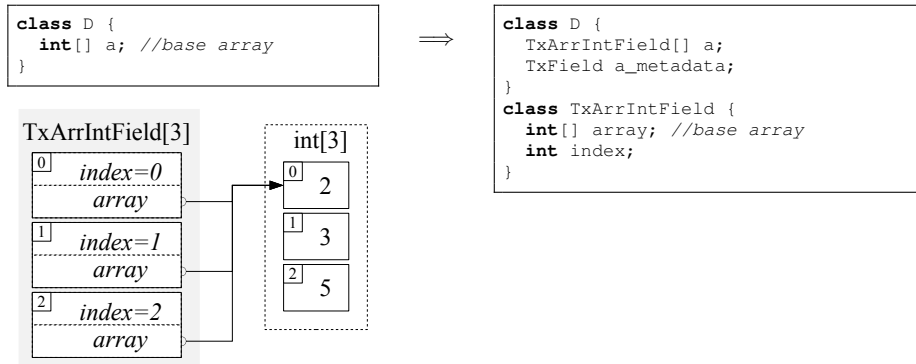 class D {
int[] a; //base array
}
⟹
class D {
TxArrIntField[] a;
TxField a_metadata;
}
class TxArrIntField {
int[] array; //base array
int index;
}
TxArrIntField[3]
0
index=0
array
1
index=1
array
2
index=2
array
int[3]
0
2
1
3
2
5